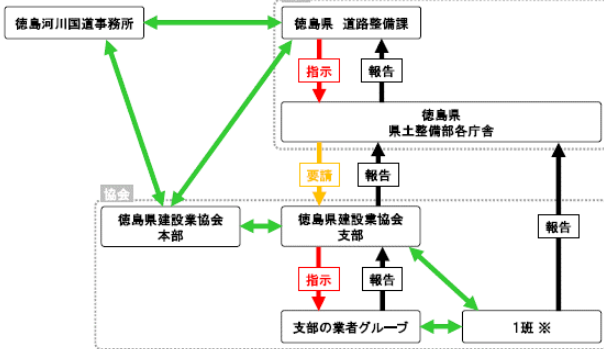 徳島河川国道事務所
徳島県 道路整備課
指示
報告
徳島県
県土整備部各庁舎
要請
報告
協会
徳島県建設業協会
本部
徳島県建設業協会
支部
報告
指示
報告
支部の業者グループ
1班 ※